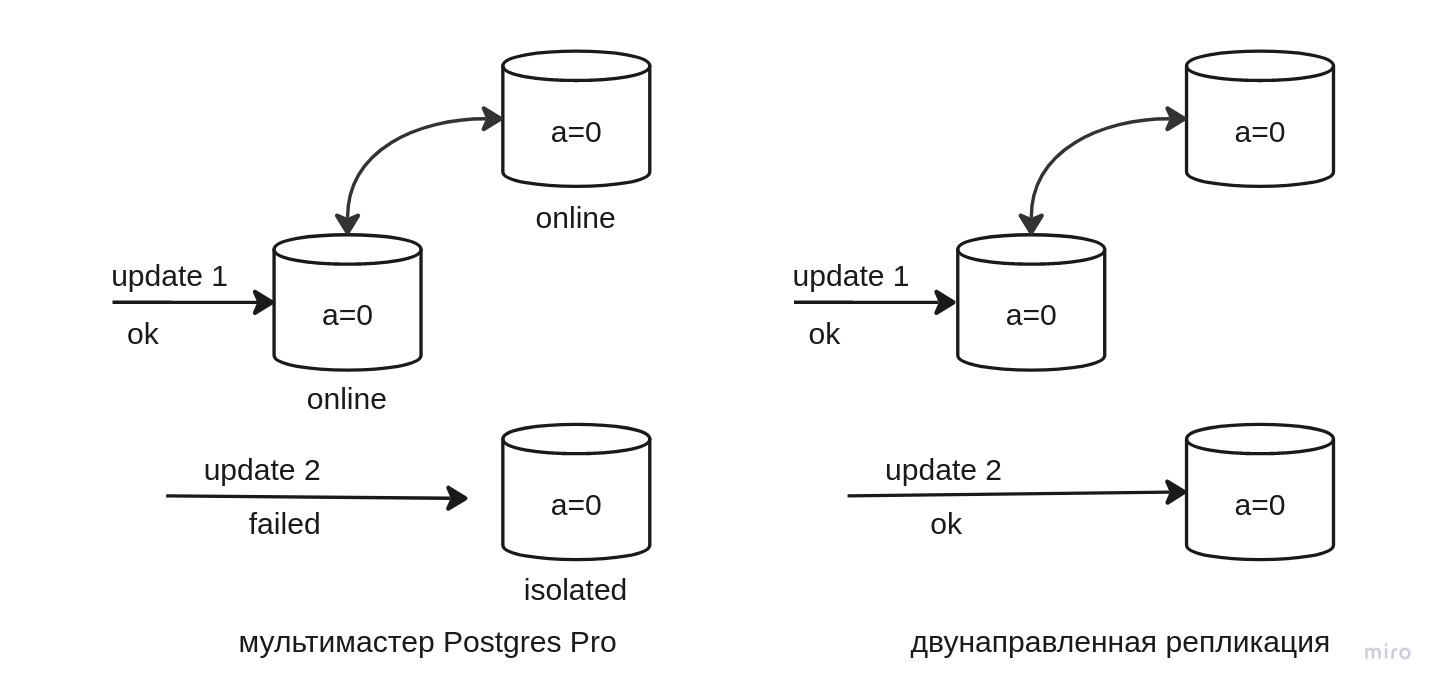 a=0
online
update 1
ok
a=0
online
update 2
failed
a=0
isolated
мультимастер Postgres Pro
a=0
update 1
ok
a=0
update 2
ok
a=0
двунаправленная репликация
miro